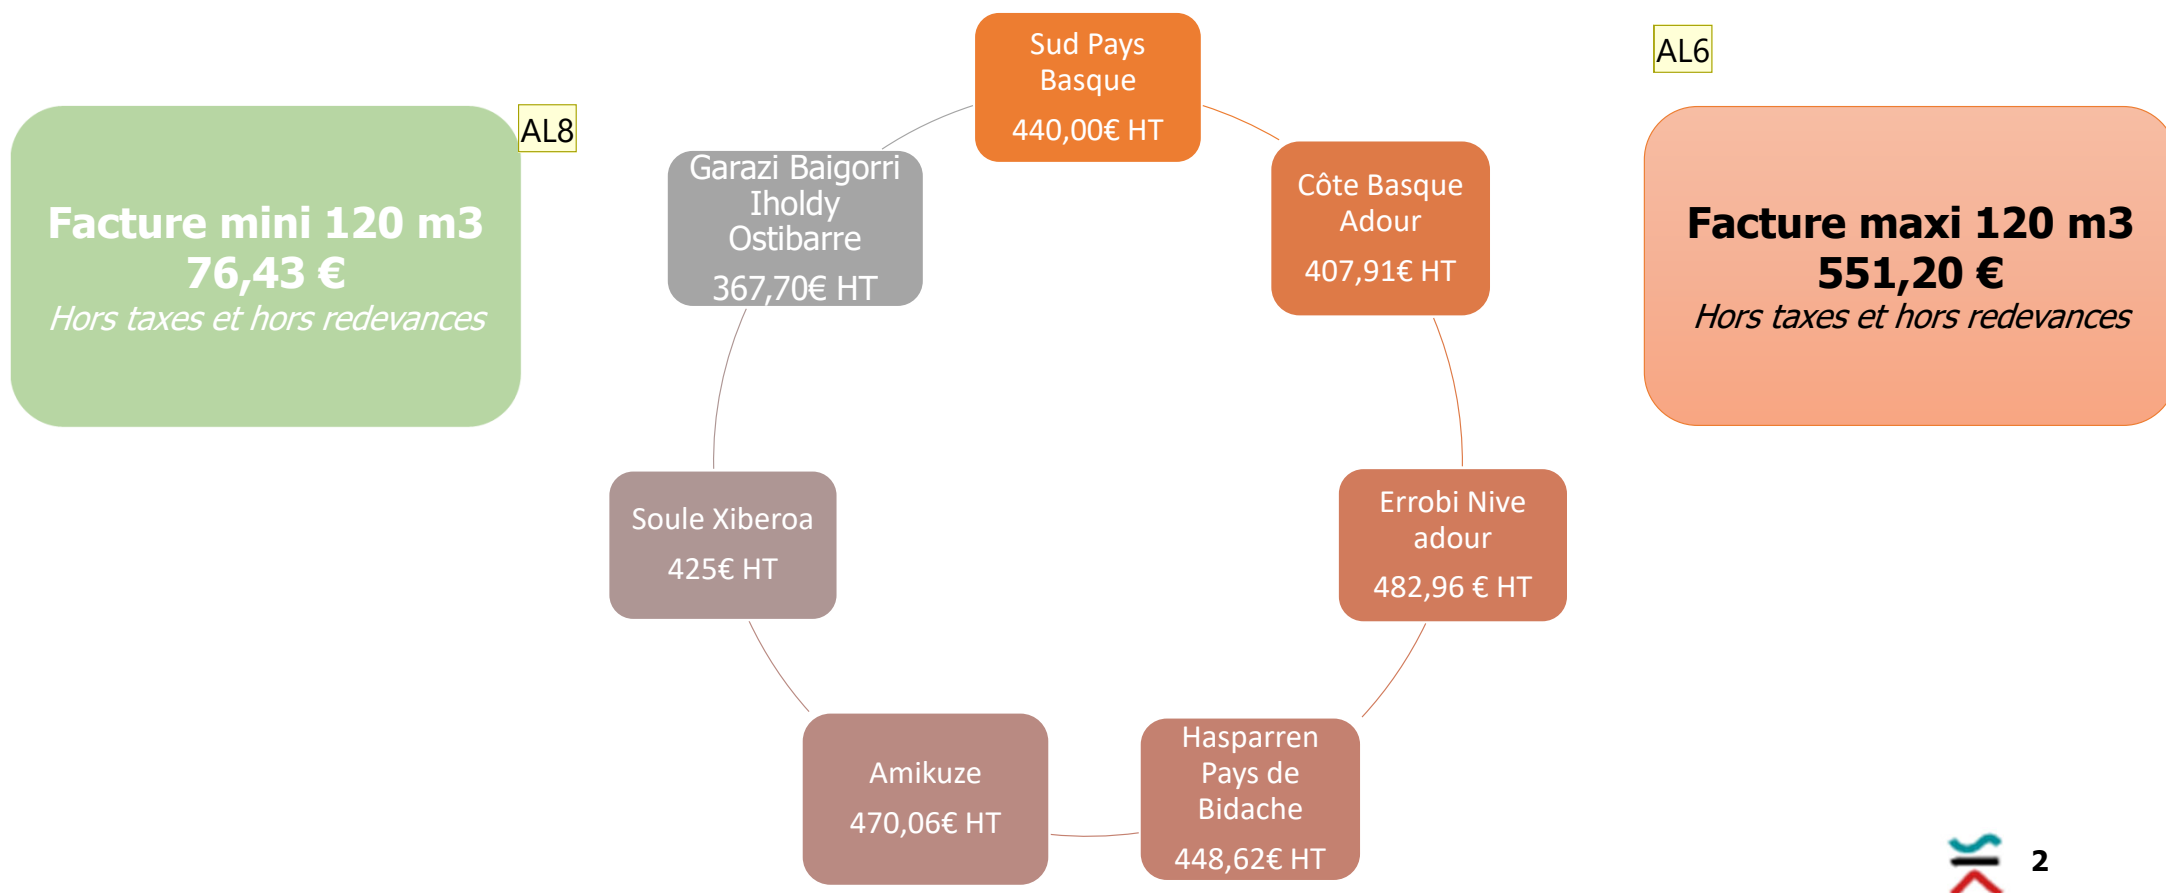 AL8
Facture mini 120 m3
76,43 €
Hors taxes et hors redevances
Sud Pays
Basque
440,00€ HT
Côte Basque
Adour
407,91€ HT
Errobi Nive
adour
482,96 € HT
Hasparren
Pays de
Bidache
448,62€ HT
Amikuze
470,06€ HT
Soule Xiberoa
425€ HT
Garazi Baigorri
Iholdy
Ostibarre
367,70€ HT
AL6
Facture maxi 120 m3
551,20 €
Hors taxes et hors redevances
2